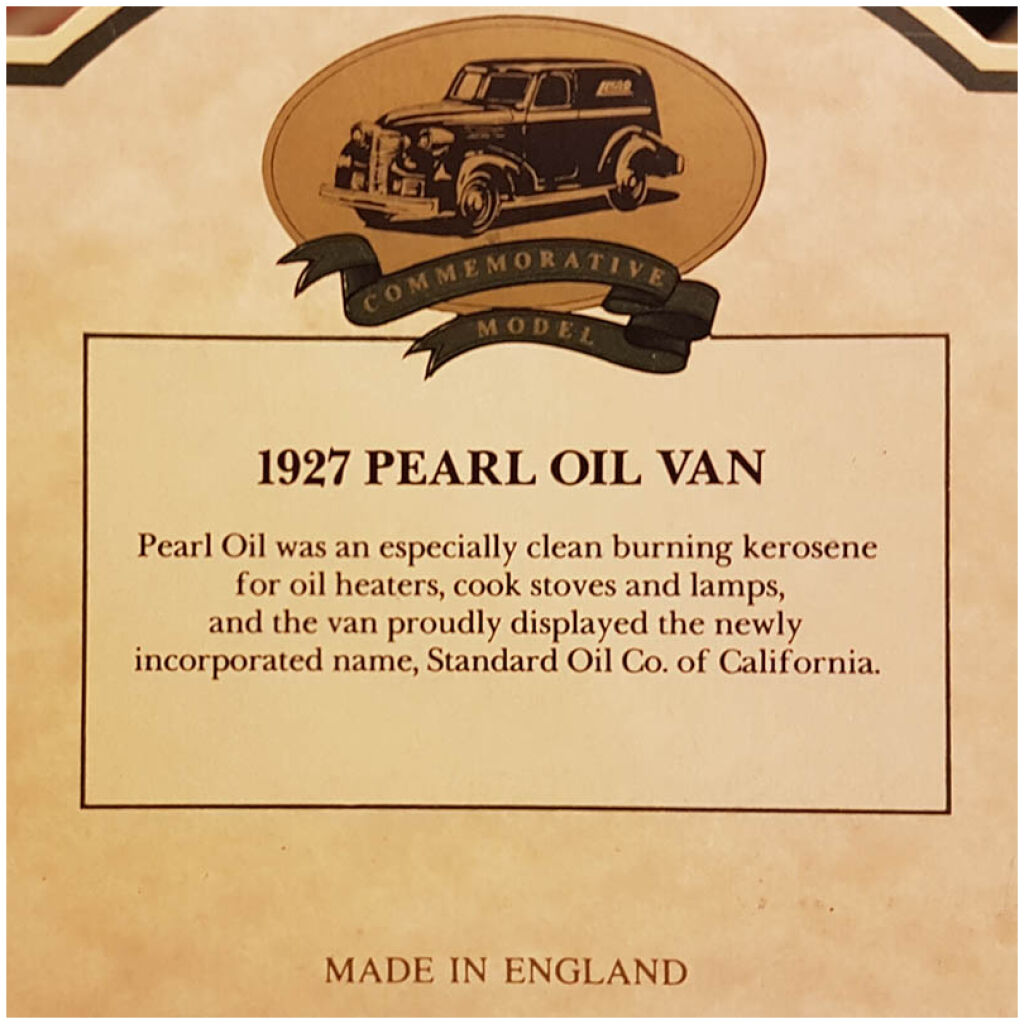 COMMEMORATIVE
MODEL
1927 PEARL OIL VAN
Pearl Oil was an especially clean burning kerosene
for oil heaters, cook stoves and lamps,
and the van proudly displayed the newly
incorporated name, Standard Oil Co. of California.
MADE IN ENGLAND